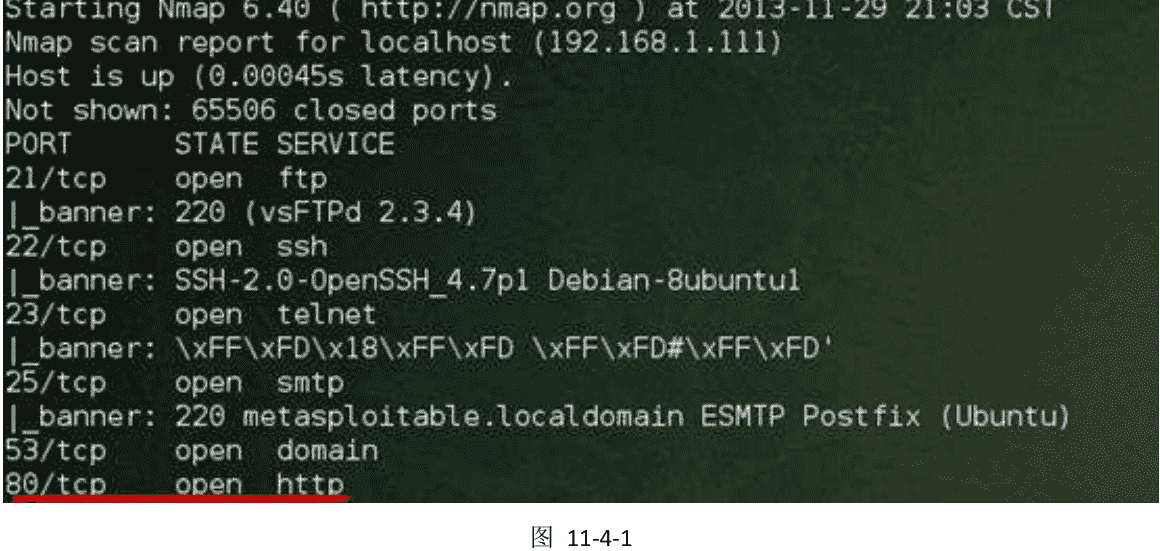 Starting Nmap 6.40 ( http://nmap.org ) at 2013-11-29 21:03 CST
Nmap scan report for localhost (192.168.1.111)
Host is up (0.00045s latency).
Not shown: 65506 closed ports
PORT STATE SERVICE
21/tcp open ftp
|_banner: 220 (vsFTPd 2.3.4)
22/tcp open ssh
|_banner: SSH-2.0-OpenSSH_4.7p1 Debian-8ubuntu1
23/tcp open telnet
|_banner: \xFF\xFD\x18\xFF\xFD \xFF\xFD#\xFF\xFD'
25/tcp open smtp
|_banner: 220 metasploitable.localdomain ESMTP Postfix (Ubuntu)
53/tcp open domain
80/tcp open http
图 11-4-1